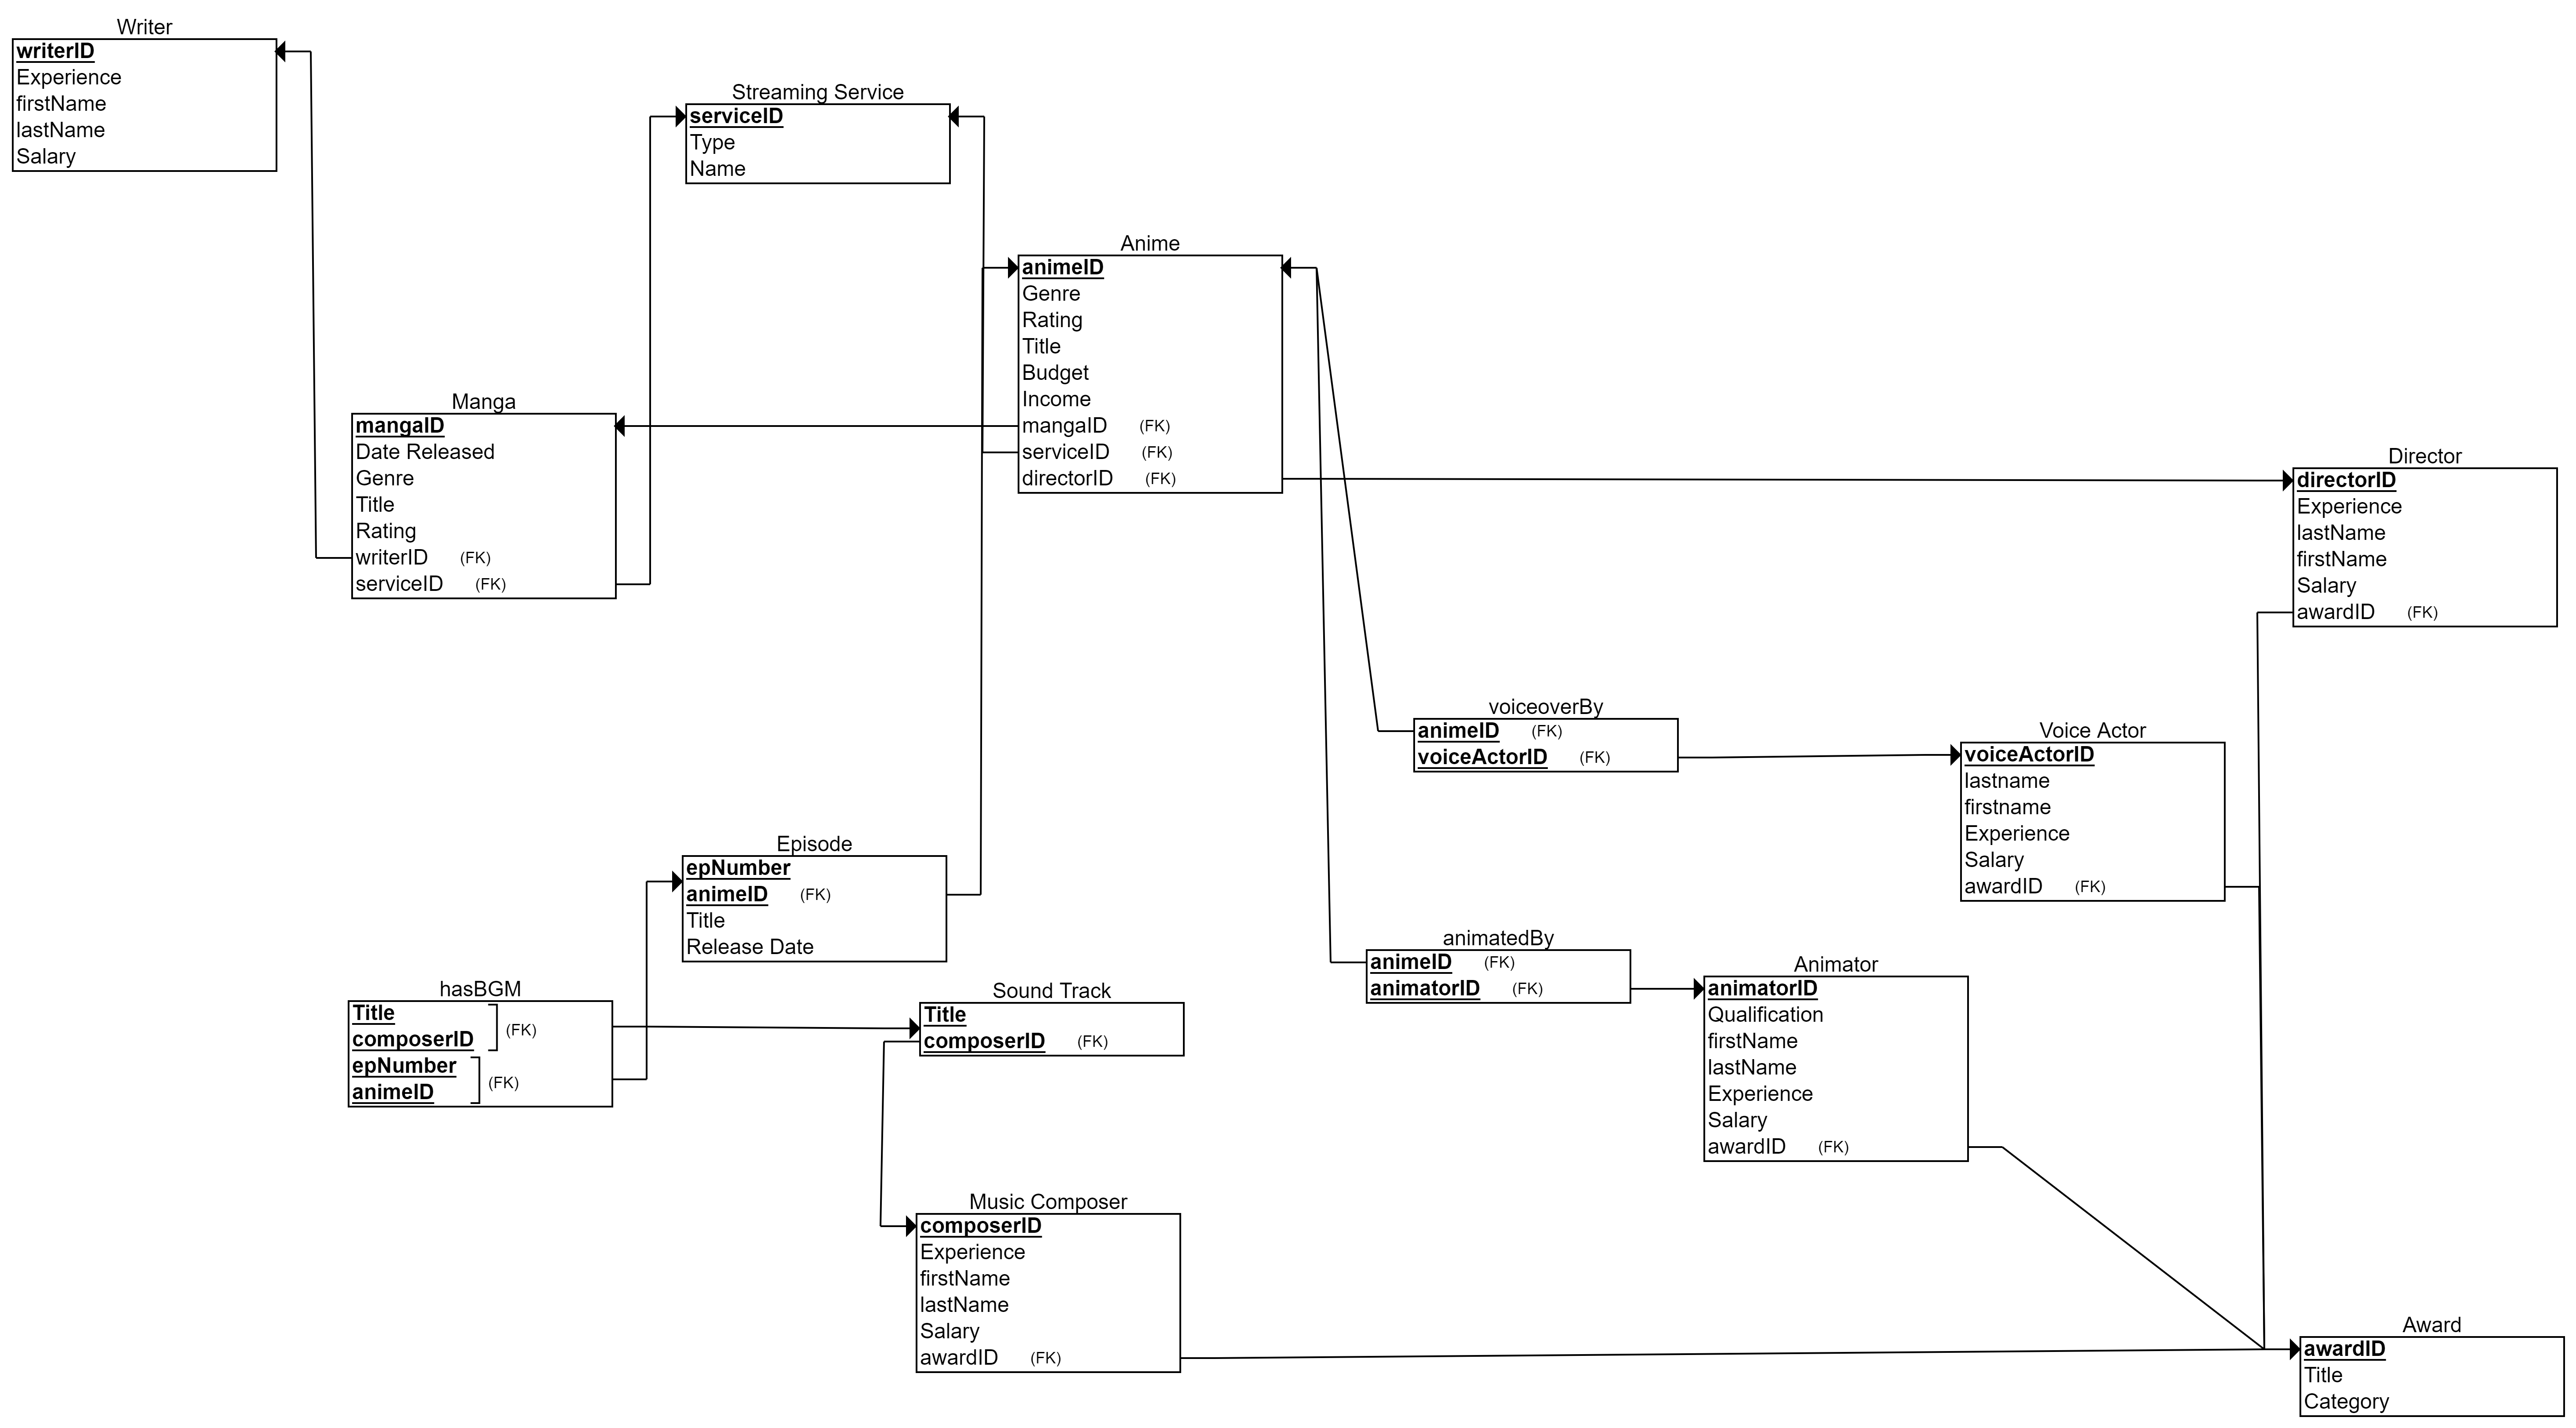 Writer
writerID
Experience
firstName
lastName
Salary
Streaming Service
serviceID
Type
Name
Anime
animeID
Genre
Rating
Title
Budget
Income
mangaID (FK)
serviceID (FK)
directorID (FK)
Manga
mangaID
Date Released
Genre
Title
Rating
writerID (FK)
serviceID (FK)
Director
directorID
Experience
lastName
firstName
Salary
awardID (FK)
voiceoverBy
animeID (FK)
voiceActorID (FK)
Voice Actor
voiceActorID
lastname
firstname
Experience
Salary
awardID (FK)
Episode
epNumber
animeID (FK)
Title
Release Date
animatedBy
animeID (FK)
animatorID (FK)
Animator
animatorID
Qualification
firstName
lastName
Experience
Salary
awardID (FK)
hasBGM
Title
composerID
(FK)
epNumber
animeID
(FK)
Sound Track
Title
composerID (FK)
Music Composer
composerID
Experience
firstName
lastName
Salary
awardID (FK)
Award
awardID
Title
Category